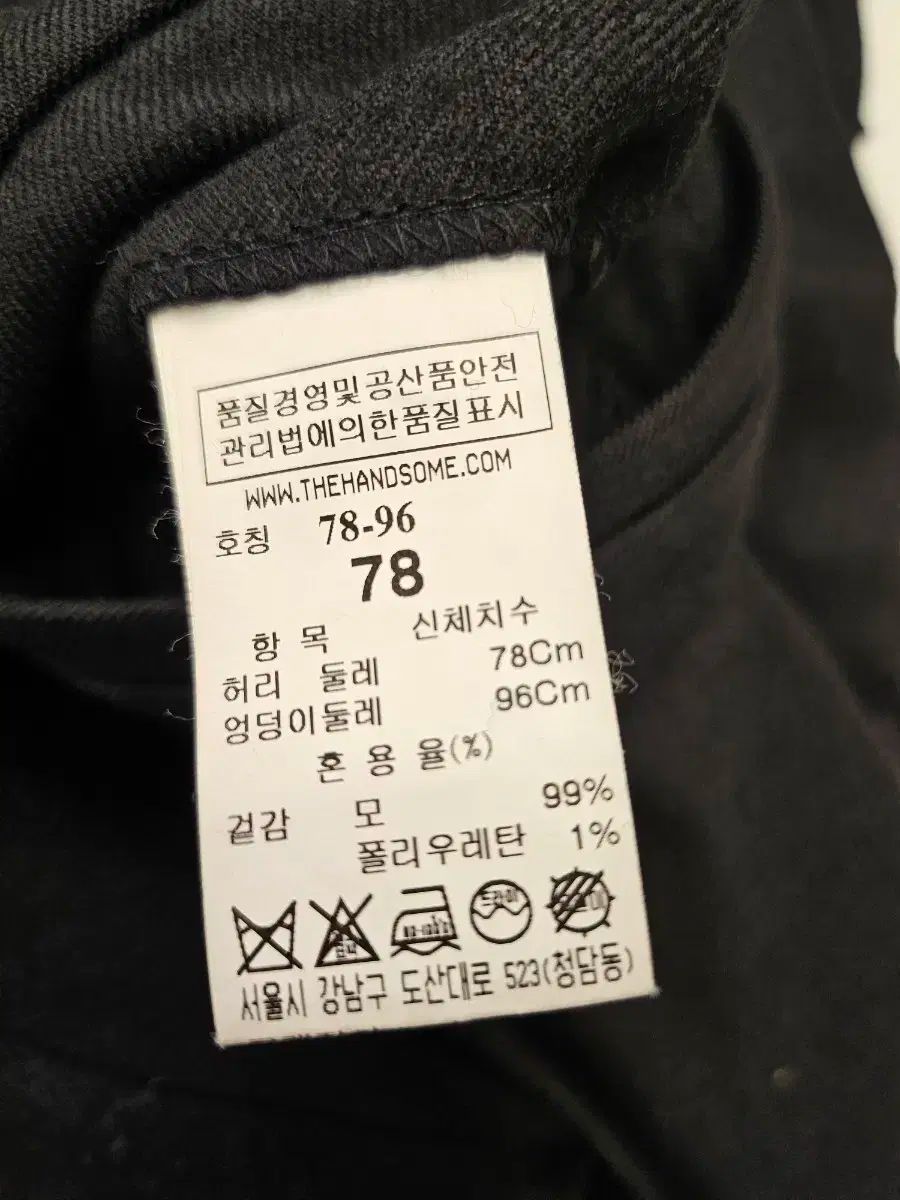 품질경영및공산품안전
관리법에의한품질표시
WWW.THEHANDSOME.COM
호칭 78-96
78
항 목 신체치수
허리 둘레 78Cm
엉덩이둘레 96Cm
혼 용 율(%)
겉감 모 99%
폴리우레탄 1%
드라이
서울시 강남구 도산대로 523(청담동)